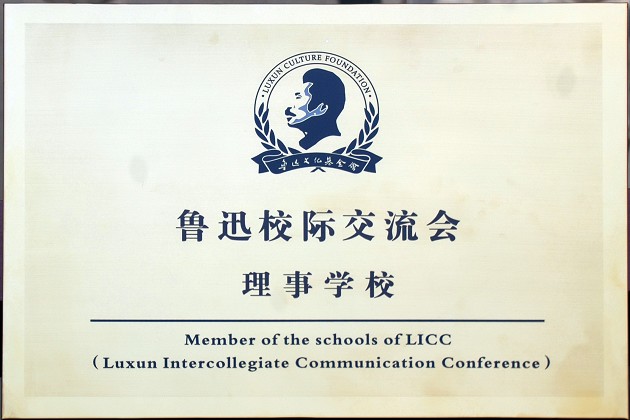 ·LUXUN CULTURE FOUNDATION·
鲁迅文化基金会
鲁迅校际交流会
理事学校
Member of the schools of LICC
( Luxun Intercollegiate Communication Conference )